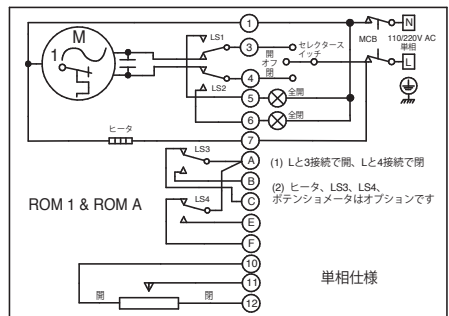 M
1
LS1
LS2
1
3
4
5
6
7
開
オフ
閉
セレクタース
イッチ
全開
全閉
MCB
110/220V AC
単相
N
L
ヒータ
LS3
LS4
A
B
C
E
F
10
11
12
(1) Lと3接続で開、Lと4接続で閉
(2) ヒータ、LS3、LS4、
ポテンショメータはオプションです
ROM 1 & ROM A
開
閉
単相仕様